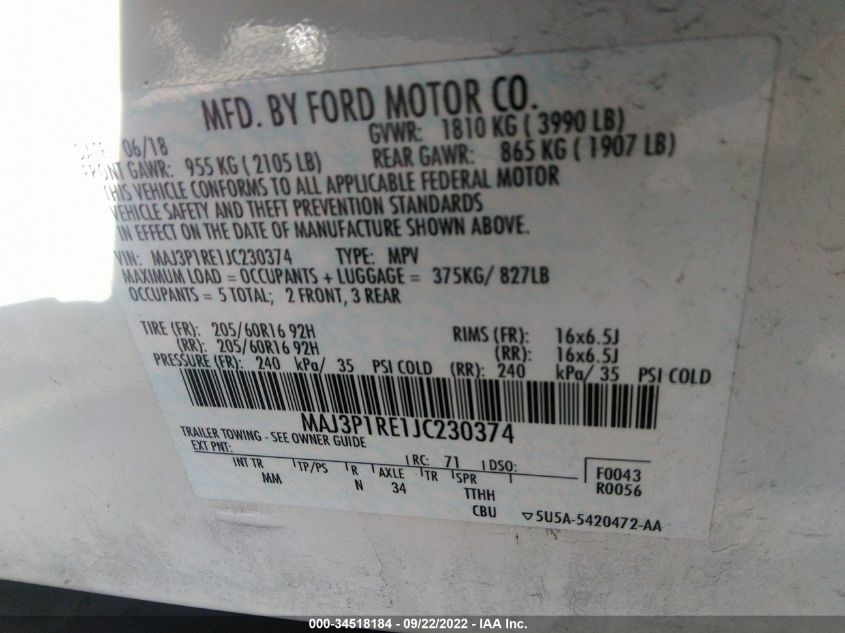 MFD. BY FORD MOTOR CO.
06/18 GVWR: 1810 KG ( 3990 LB)
GAWR: 955 KG ( 2105 LB) REAR GAWR: 865 KG ( 1907 LB)
THIS VEHICLE CONFORMS TO ALL APPLICABLE FEDERAL MOTOR
VEHICLE SAFETY AND THEFT PREVENTION STANDARDS
IN EFFECT ON THE DATE OF MANUFACTURE SHOWN ABOVE.
VIN: MAJ3P1RE1JC230374 TYPE: MPV
MAXIMUM LOAD = OCCUPANTS + LUGGAGE = 375KG/ 827LB
OCCUPANTS = 5 TOTAL; 2 FRONT, 3 REAR
TIRE (FR): 205/60R16 92H RIMS (FR): 16x6.5J
(RR): 205/60R16 92H (RR): 16x6.5J
PRESSURE (FR): 240 kPa/ 35 PSI COLD (RR): 240 kPa/ 35 PSI COLD
MAJ3P1RE1JC230374
TRAILER TOWING - SEE OWNER GUIDE
EXT PNT: RC: 71 DSO: F0043
INT TR TP/PS R AXLE TR SPR R0056
MM N 34 TTHH
CBU ▽5U5A-5420472-AA
000-34518184 - 09/22/2022 - IAA Inc.